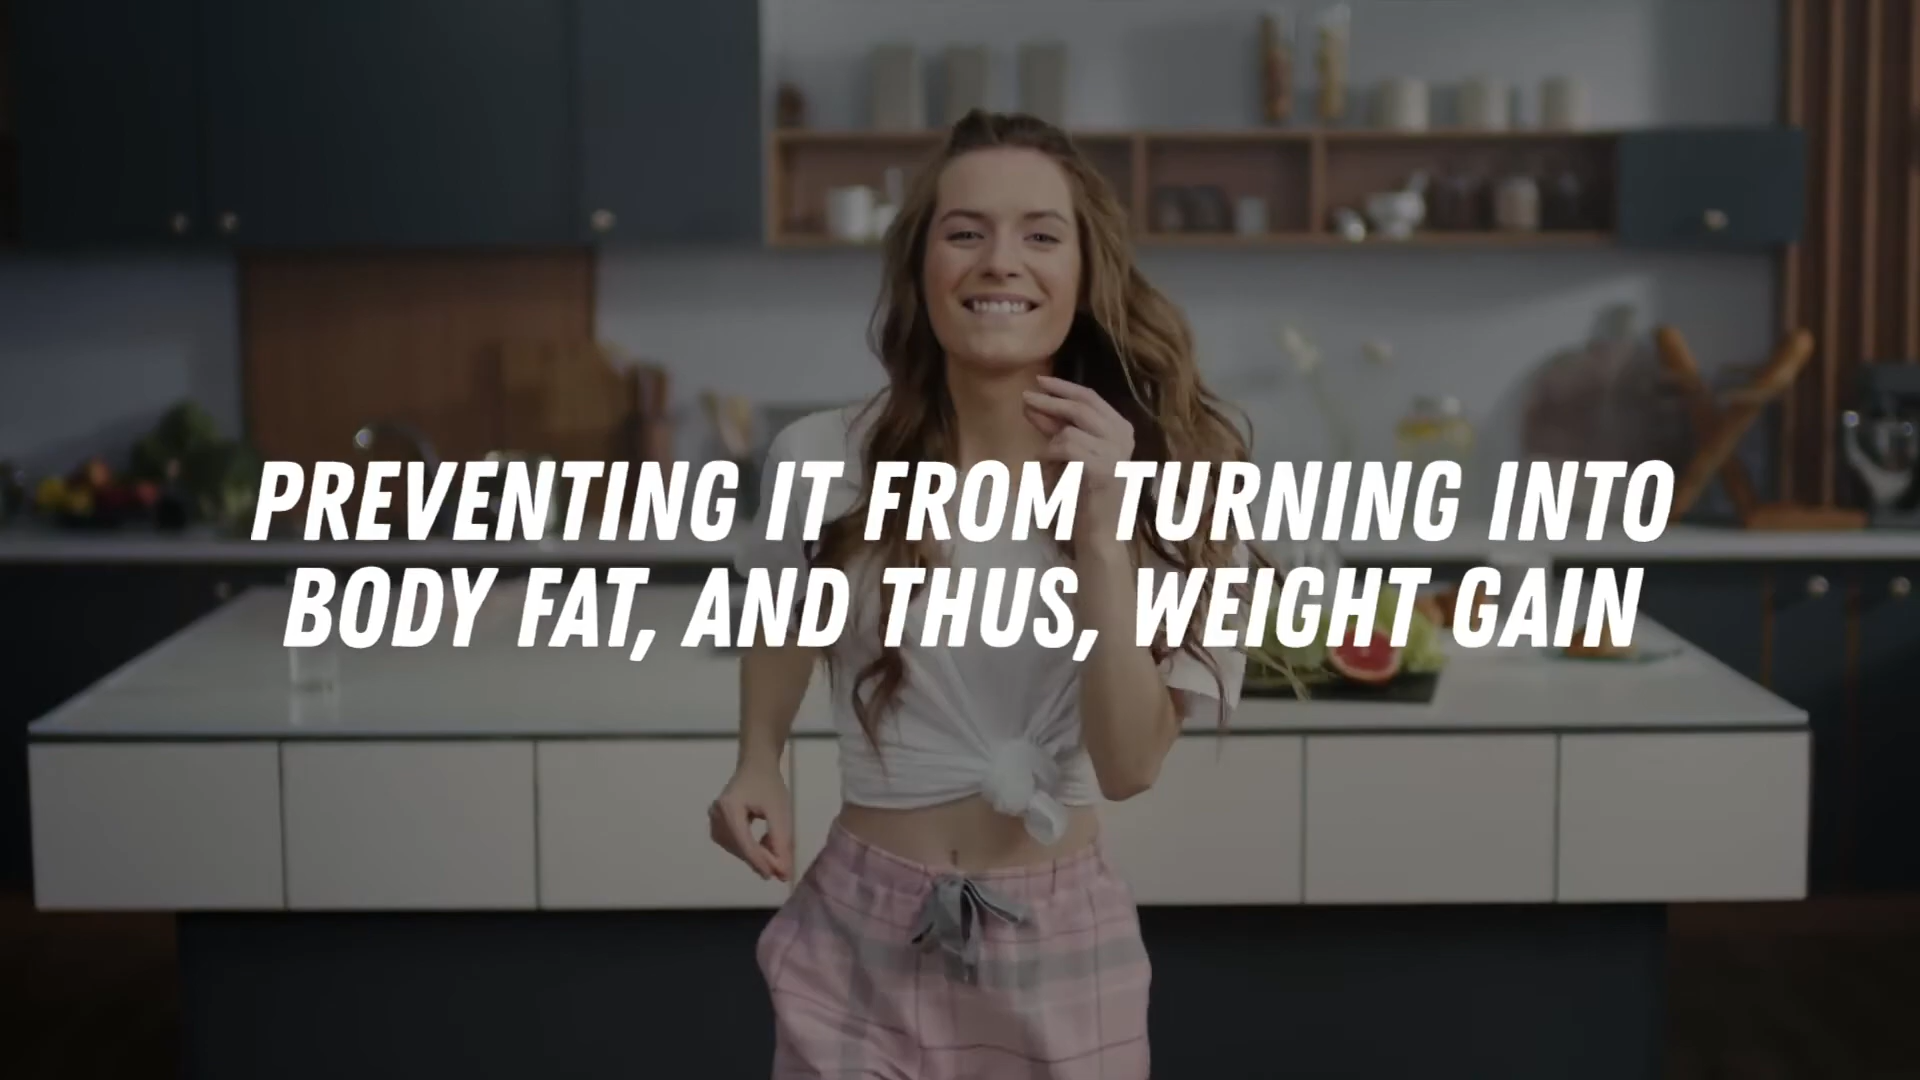 PREVENTING IT FROM TURNING INTO
BODY FAT, AND THUS, WEIGHT GAIN